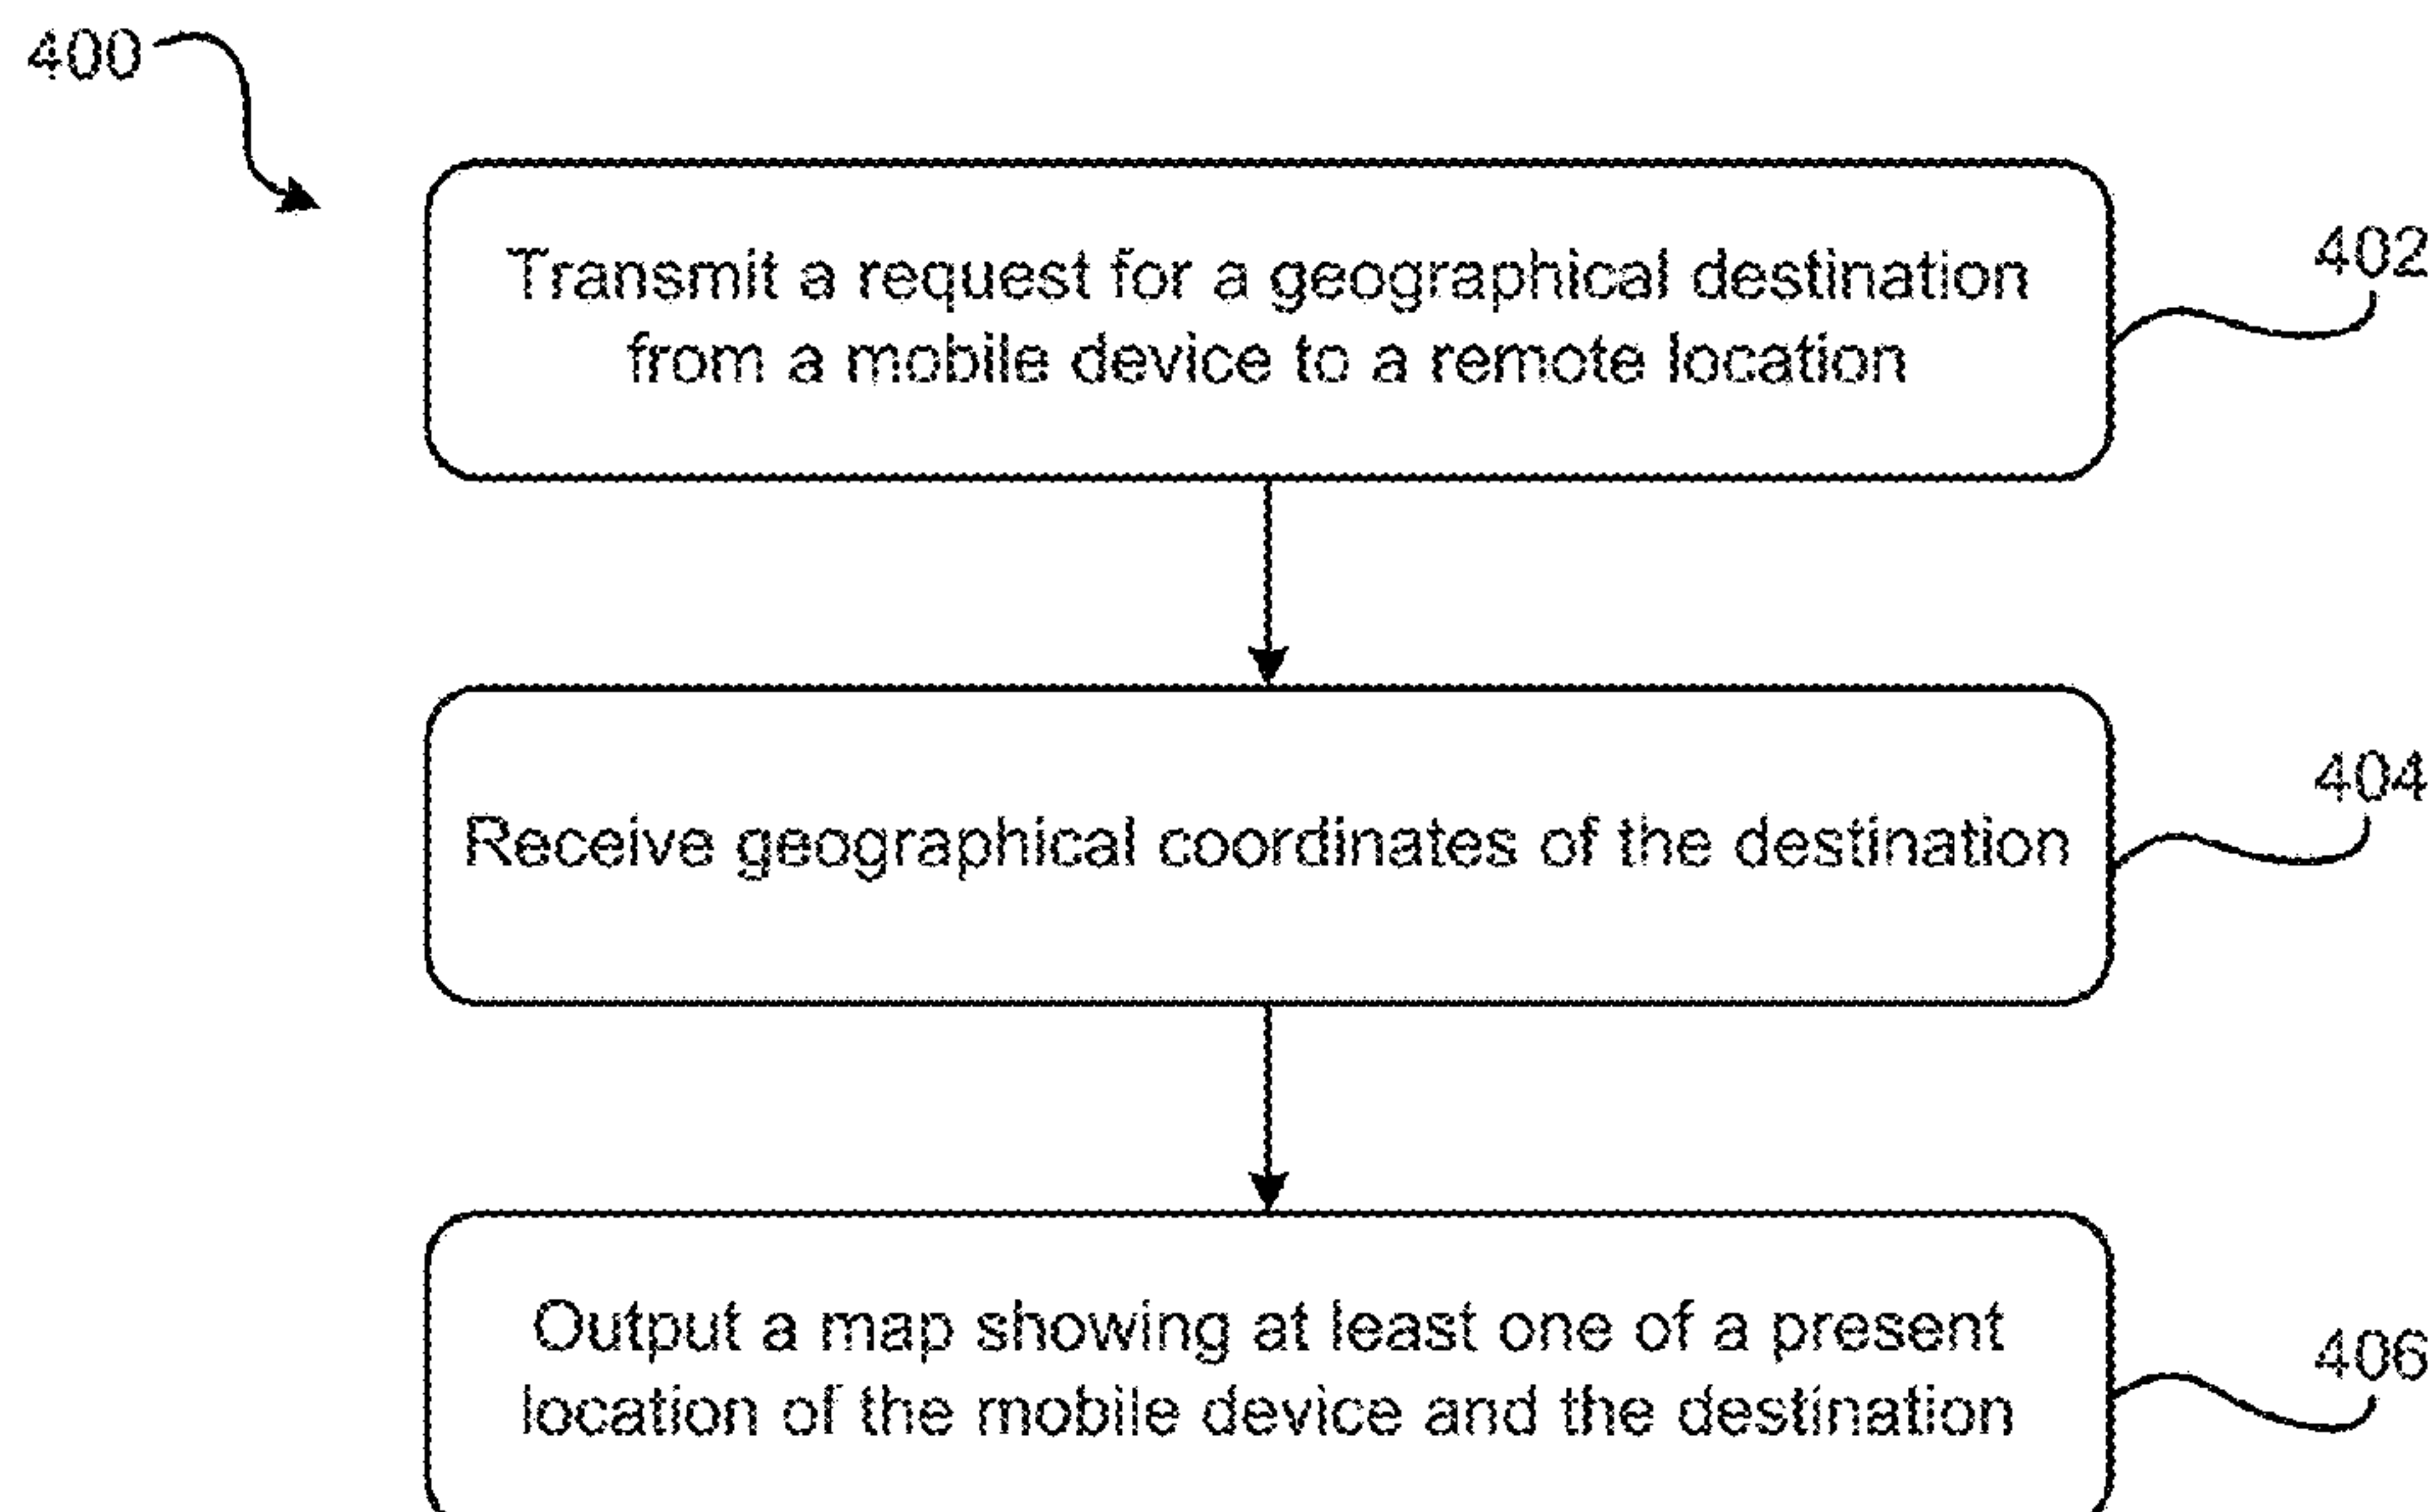 400
Transmit a request for a geographical destination
from a mobile device to a remote location
402
Receive geographical coordinates of the destination
404
Output a map showing at least one of a present
location of the mobile device and the destination
406